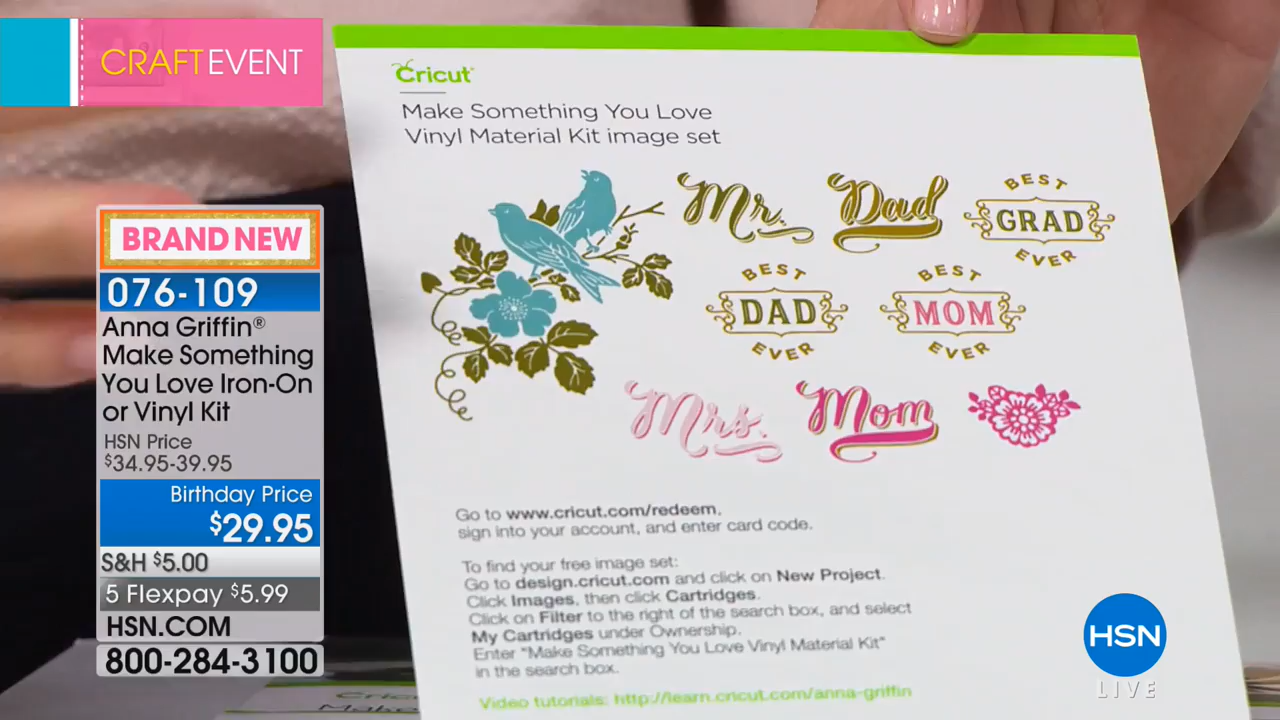 CRAFT EVENT
BRAND NEW
076-109
Anna Griffin®
Make Something
You Love Iron-On
or Vinyl Kit
HSN Price
$34.95-39.95
Birthday Price
$29.95
S&H $5.00
5 Flexpay $5.99
HSN.COM
800-284-3100
Cricut
Make Something You Love
Vinyl Material Kit image set
Mr.
Dad
BEST
GRAD
EVER
BEST
DAD
EVER
BEST
MOM
EVER
Mrs.
Mom
Go to www.cricut.com/redeem,
sign into your account, and enter card code.
To find your free image set:
Go to design.cricut.com and click on New Project.
Click Images, then click Cartridges.
Click on Filter to the right of the search box, and select
My Cartridges under Ownership.
Enter "Make Something You Love Vinyl Material Kit"
in the search box.
Video tutorials: http://learn.cricut.com/anna-griffin
HSN
LIVE